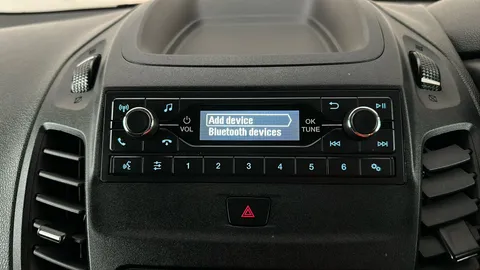 Add device
Bluetooth devices
VOL
OK
TUNE
1 2 3 4 5 6